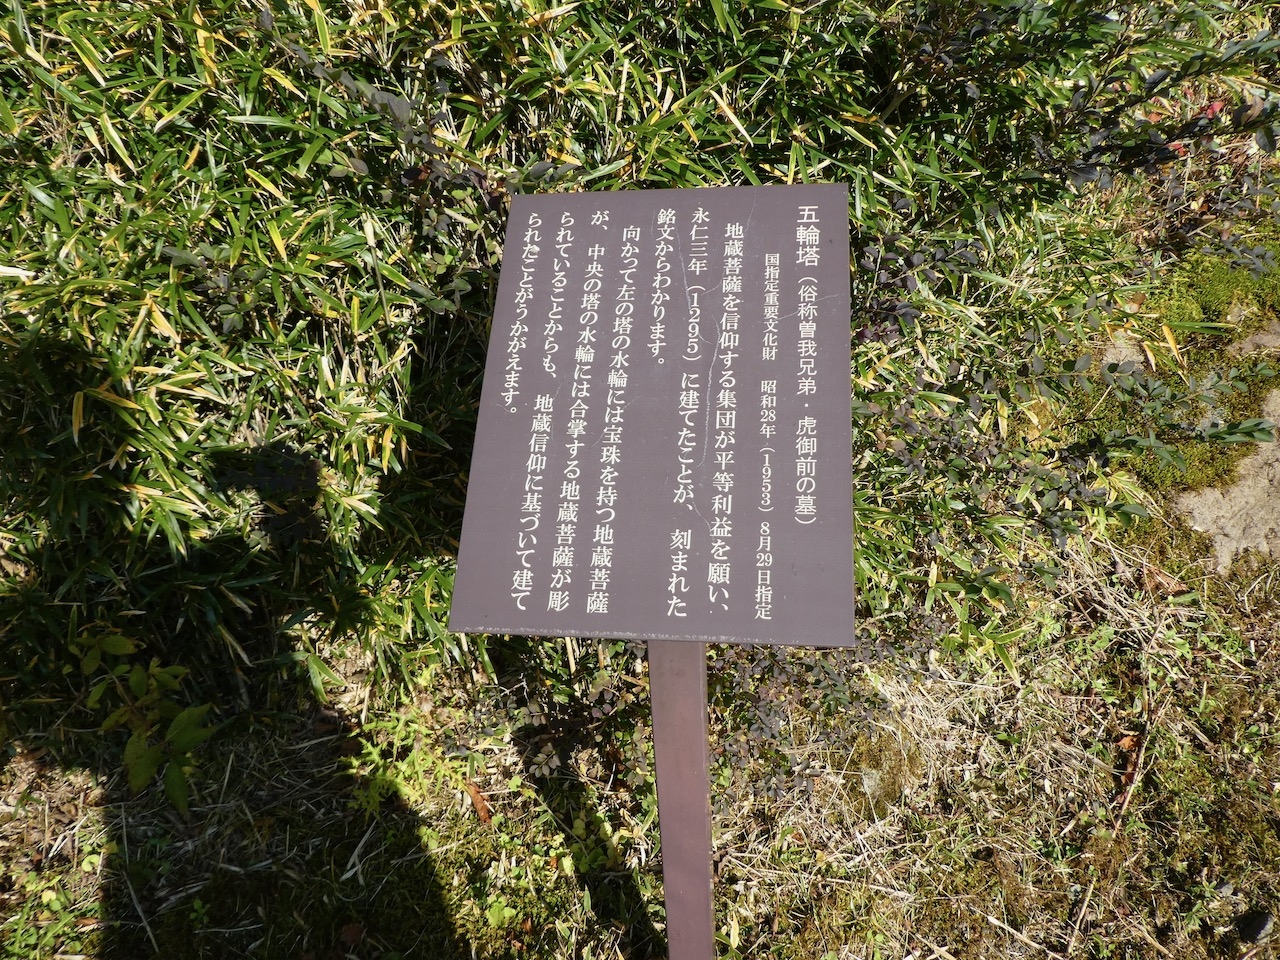 五輪塔（俗称曽我兄弟・虎御前の墓）
国指定重要文化財　昭和28年（1953）8月29日指定
地蔵菩薩を信仰する集団が平等利益を願い、
永仁三年（1295）に建てたことが、刻まれた
銘文からわかります。
向かって左の塔の水輪には宝珠を持つ地蔵菩薩
が、中央の塔の水輪には合掌する地蔵菩薩が彫
られていることからも、地蔵信仰に基づいて建て
られたことがうかがえます。